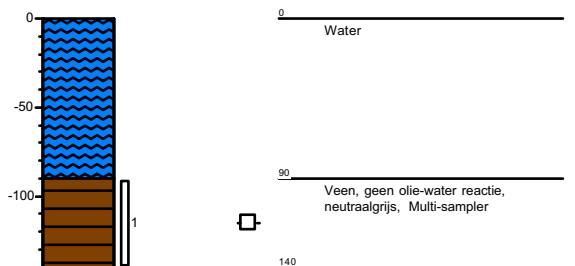 0
0
Water
-50
90
-100
Veen, geen olie-water reactie,
neutraalgrijs, Multi-sampler
1
140